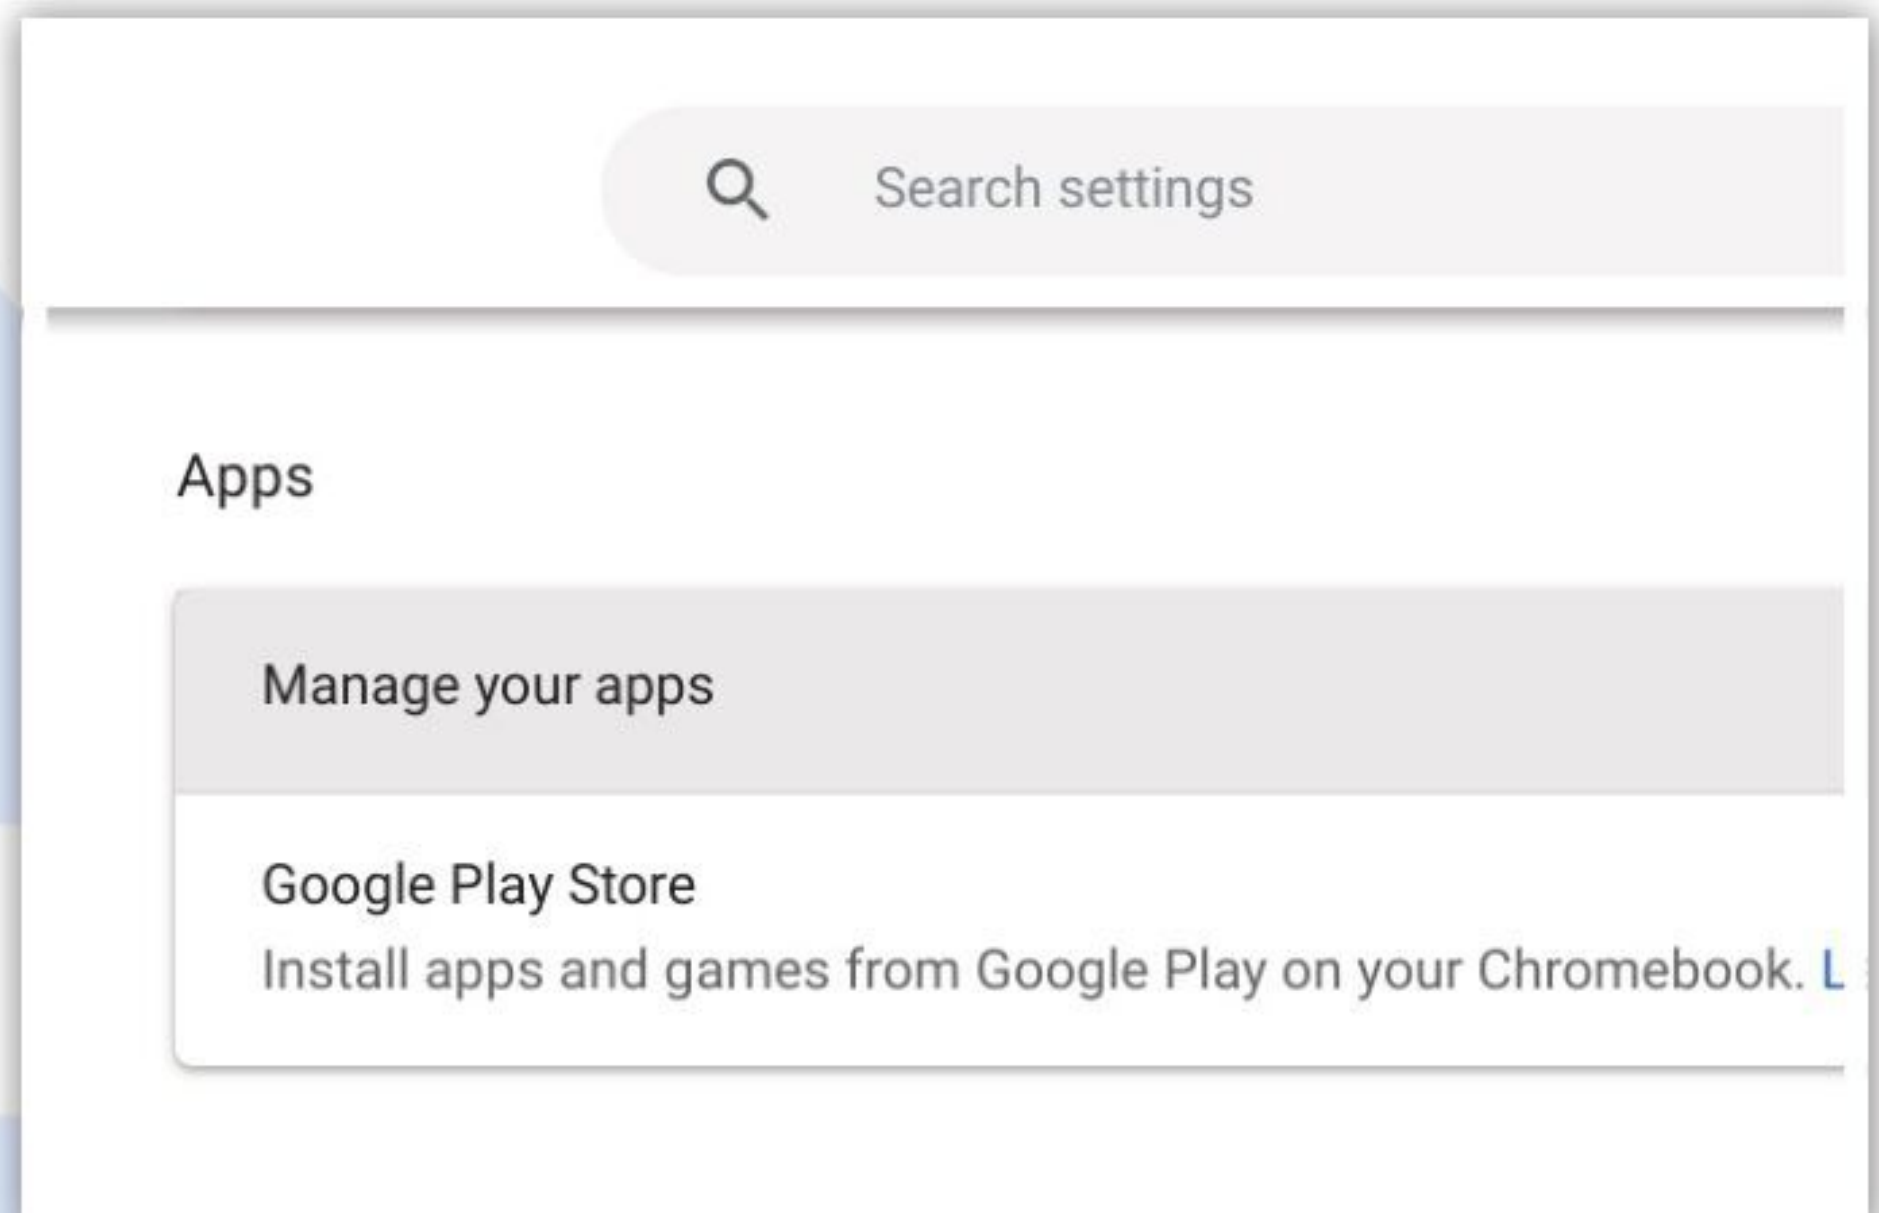 Search settings
Apps
Manage your apps
Google Play Store
Install apps and games from Google Play on your Chromebook. L